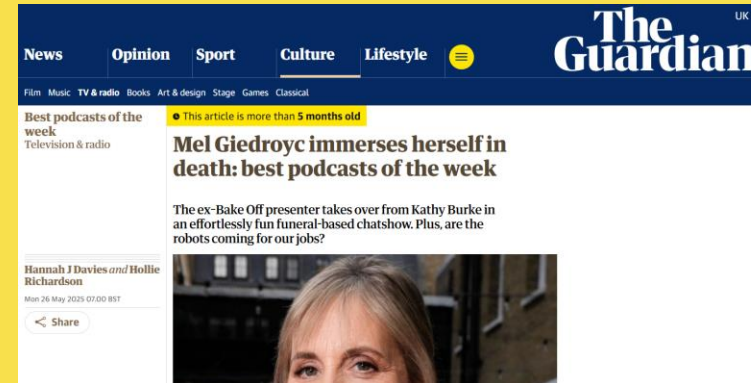 The
Guardian
UK
News Opinion Sport Culture Lifestyle
Film Music TV & radio Books Art & design Stage Games Classical
Best podcasts of the
week
Television & radio
This article is more than 5 months old
Mel Giedroyc immerses herself in
death: best podcasts of the week
The ex-Bake Off presenter takes over from Kathy Burke in
an effortlessly fun funeral-based chatshow. Plus, are the
robots coming for our jobs?
Hannah J Davies and Hollie
Richardson
Mon 26 May 2025 07.00 BST
Share